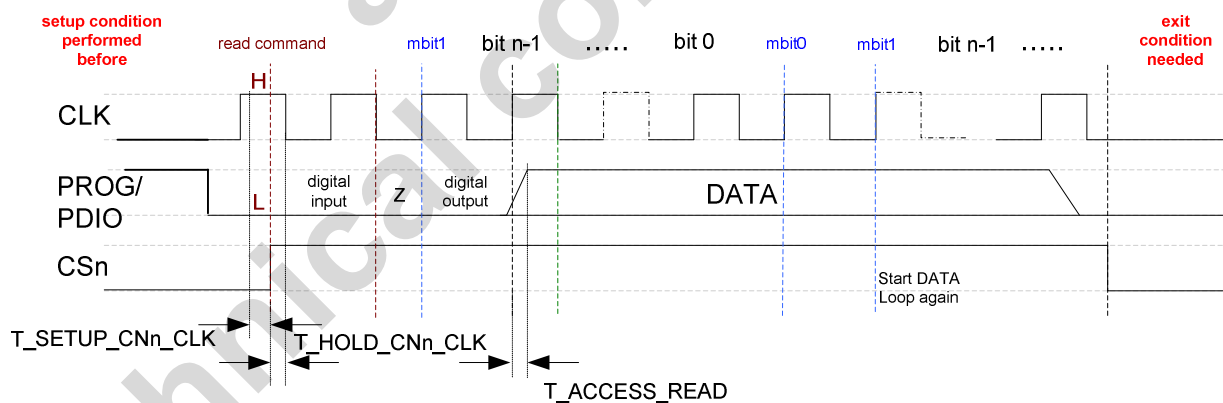 setup condition
performed
before
read command
mbit1
bit n-1
.....
bit 0
mbit0
mbit1
bit n-1
.....
exit
condition
needed
H
CLK
PROG/
PDIO
L
digital
input
Z
digital
output
DATA
CSn
Start DATA
Loop again
T_SETUP_CNn_CLK
T_HOLD_CNn_CLK
T_ACCESS_READ